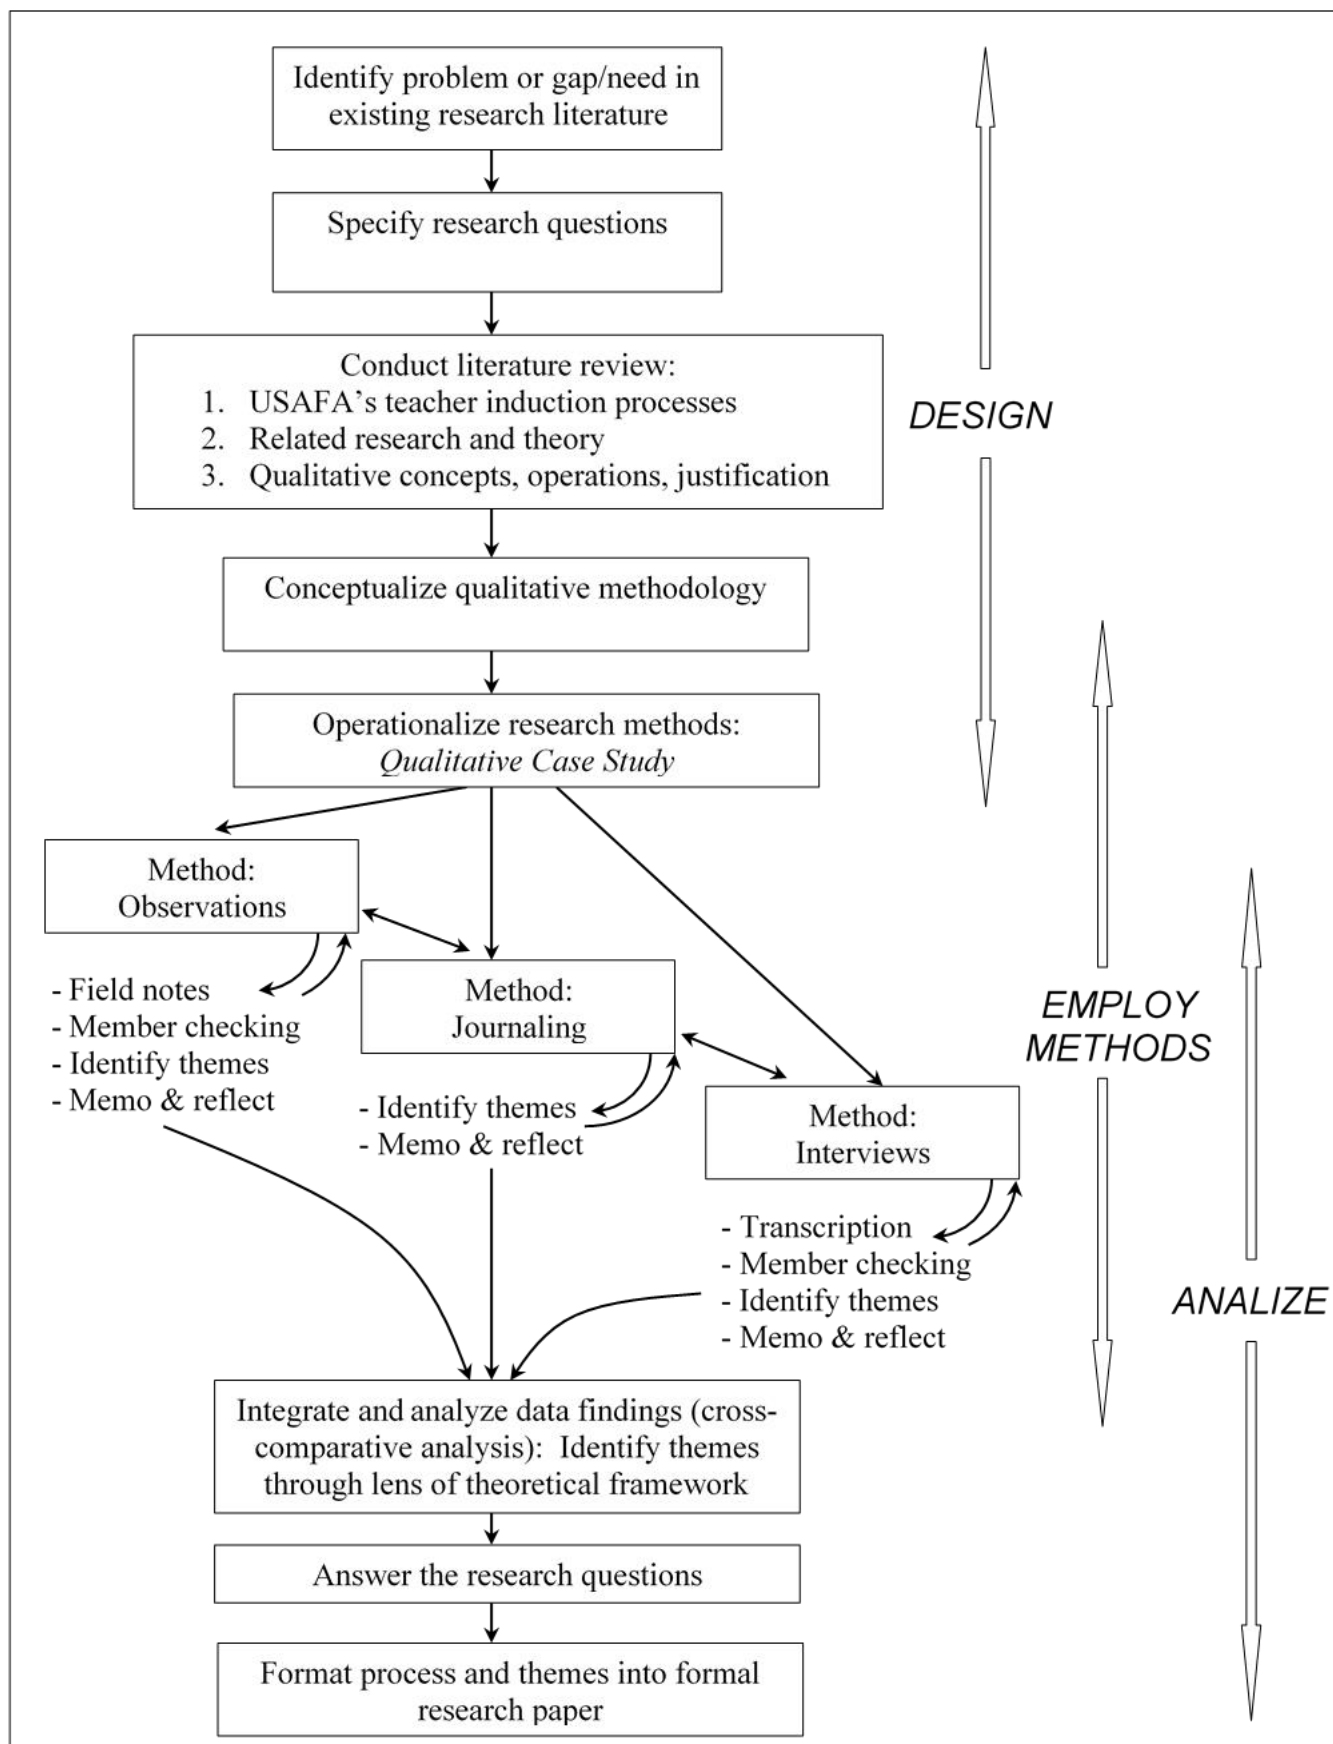 Identify problem or gap/need in
existing research literature
Specify research questions
Conduct literature review:
1. USAFA's teacher induction processes
2. Related research and theory
3. Qualitative concepts, operations, justification
DESIGN
Conceptualize qualitative methodology
Operationalize research methods:
Qualitative Case Study
Method:
Observations
- Field notes
- Member checking
- Identify themes
- Memo & reflect
Method:
Journaling
- Identify themes
- Memo & reflect
EMPLOY
METHODS
Method:
Interviews
- Transcription
- Member checking
- Identify themes
- Memo & reflect
ANALIZE
Integrate and analyze data findings (cross-
comparative analysis):  Identify themes
through lens of theoretical framework
Answer the research questions
Format process and themes into formal
research paper